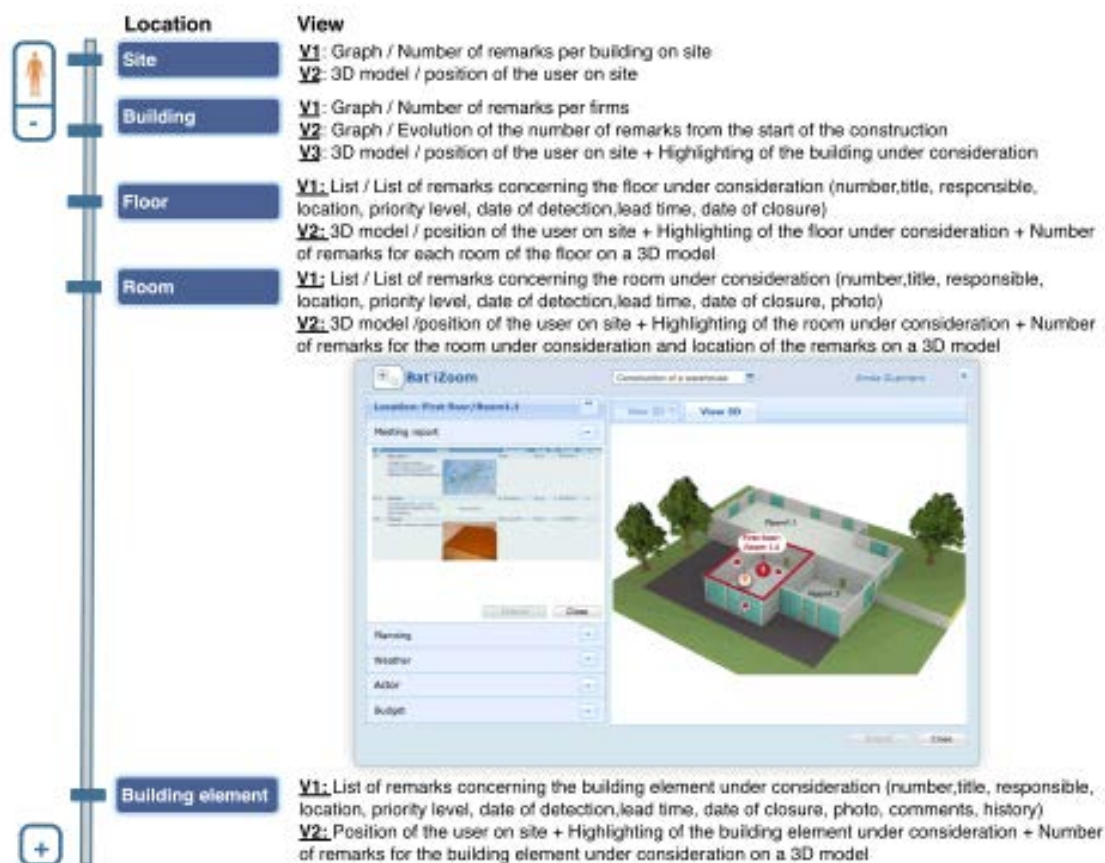 Location View
Site
V1: Graph / Number of remarks per building on site
V2: 3D model / position of the user on site
-
Building
V1: Graph / Number of remarks per firms
V2: Graph / Evolution of the number of remarks from the start of the construction
V3: 3D model / position of the user on site + Highlighting of the building under consideration
Floor
V1: List / List of remarks concerning the floor under consideration (number,title, responsible,
location, priority level, date of detection,lead time, date of closure)
V2: 3D model / position of the user on site + Highlighting of the floor under consideration + Number
of remarks for each room of the floor on a 3D model
Room
V1: List / List of remarks concerning the room under consideration (number,title, responsible,
location, priority level, date of detection,lead time, date of closure, photo)
V2: 3D model /position of the user on site + Highlighting of the room under consideration + Number
of remarks for the room under consideration and location of the remarks on a 3D model
Bat'iZoom
Construction of a warehouse
Location: First floor/Room1.1
View 3D
Meeting report
Close
Planning
Weather
Actor
Budget
Close
Building element
V1: List of remarks concerning the building element under consideration (number,title, responsible,
location, priority level, date of detection,lead time, date of closure, photo, comments, history)
V2: Position of the user on site + Highlighting of the building element under consideration + Number
of remarks for the building element under consideration on a 3D model
+